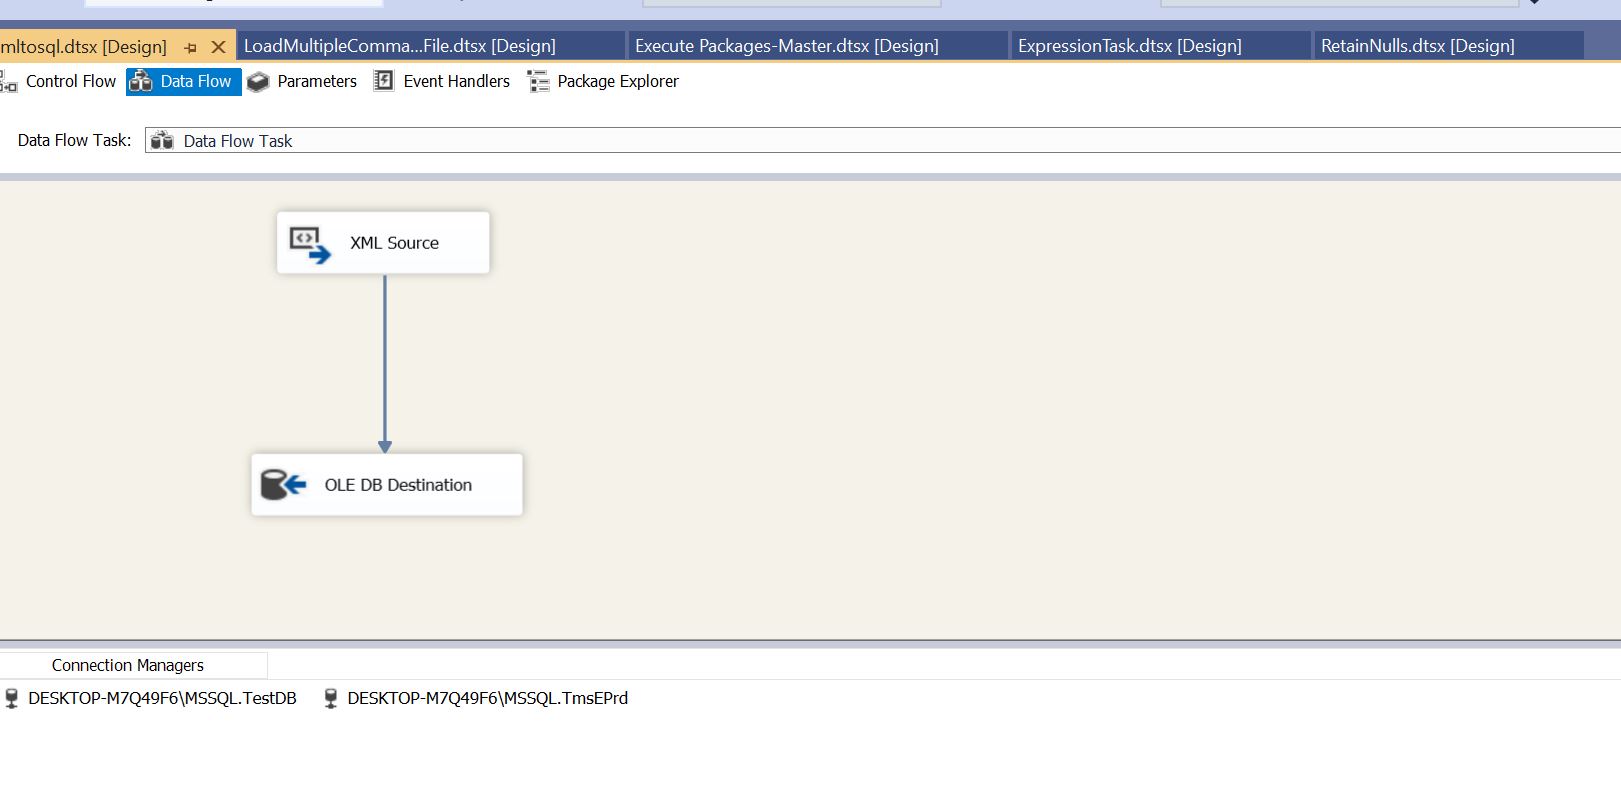 mltosql.dtsx [Design] LoadMultipleComma...File.dtsx [Design] Execute Packages-Master.dtsx [Design] ExpressionTask.dtsx [Design] RetainNulls.dtsx [Design]
Control Flow Data Flow Parameters Event Handlers Package Explorer
Data Flow Task: Data Flow Task
XML Source
OLE DB Destination
Connection Managers
DESKTOP-M7Q49F6\MSSQL.TestDB DESKTOP-M7Q49F6\MSSQL.TmsEPrd